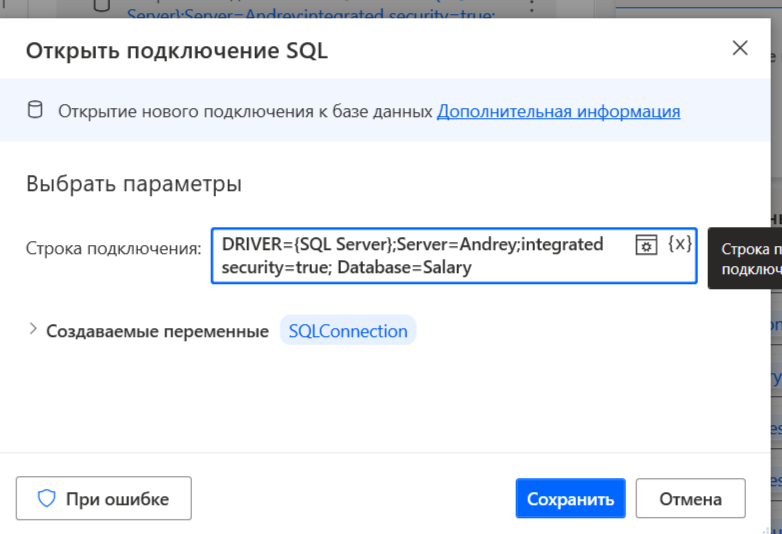 Server};Server=Andrey;integrated security=true;
Открыть подключение SQL
Открытие нового подключения к базе данных Дополнительная информация
Выбрать параметры
Строка подключения:
DRIVER={SQL Server};Server=Andrey;integrated
security=true; Database=Salary
{x}
Строка п
подключ
Создаваемые переменные SQLConnection
При ошибке
Сохранить
Отмена